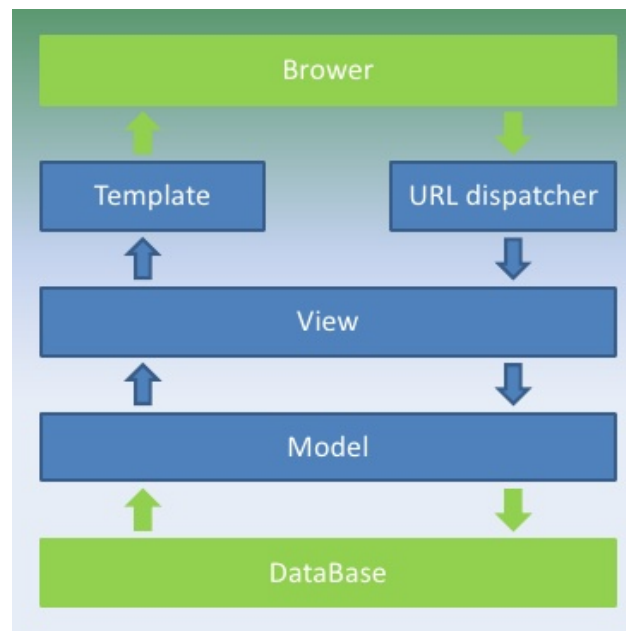 Brower
Template
URL dispatcher
View
Model
DataBase